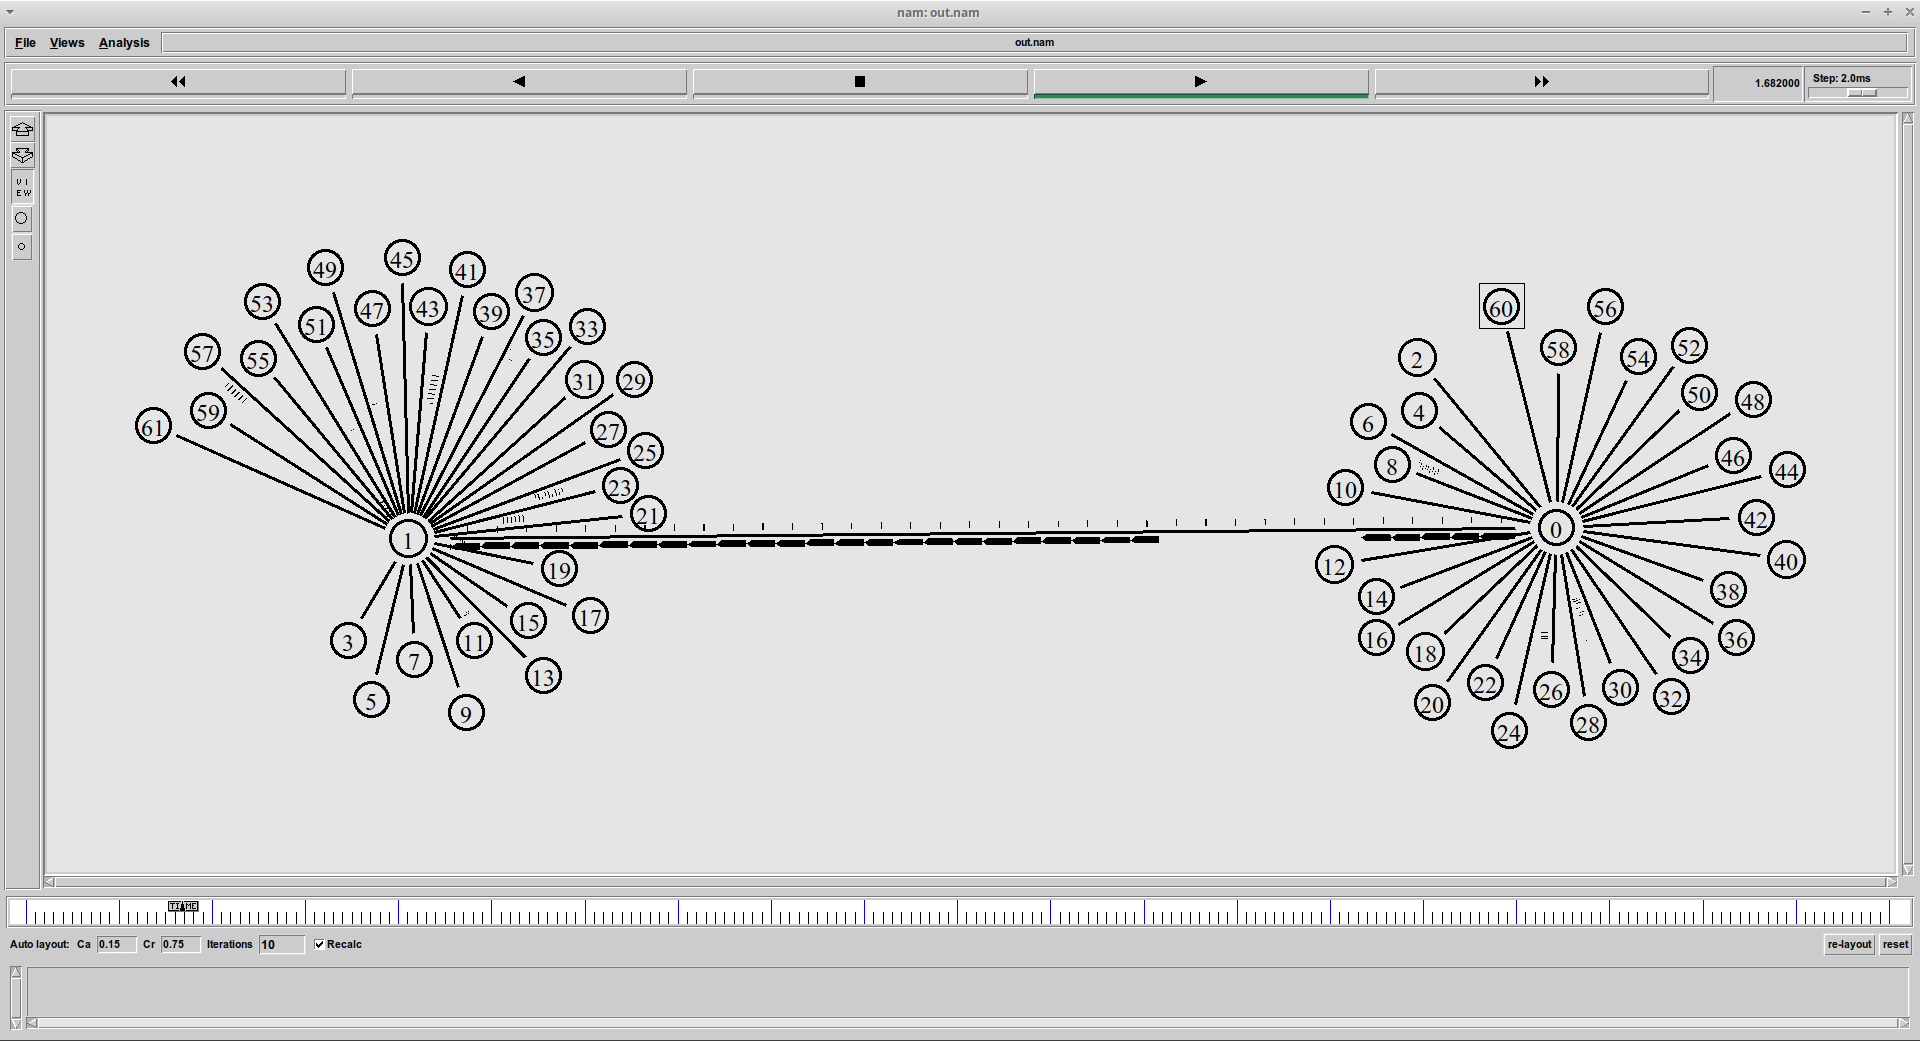 nam: out.nam
File Views Analysis out.nam
1.682000 Step: 2.0ms
VI
EW
45
49 41
37
53 60 56
47 43 39
51 33
35
58 52
57 55 2 54
31 29
50 48
59 4
61 6
27
25 46
8 44
23 10
21 42
1 0
40
12
19
38
14
15 17
3 11 16 36
18
7 34
13
22 26 30
5 20 32
9 28
24
TIME
Auto layout: Ca 0.15 Cr 0.75 Iterations 10 Recalc re-layout reset